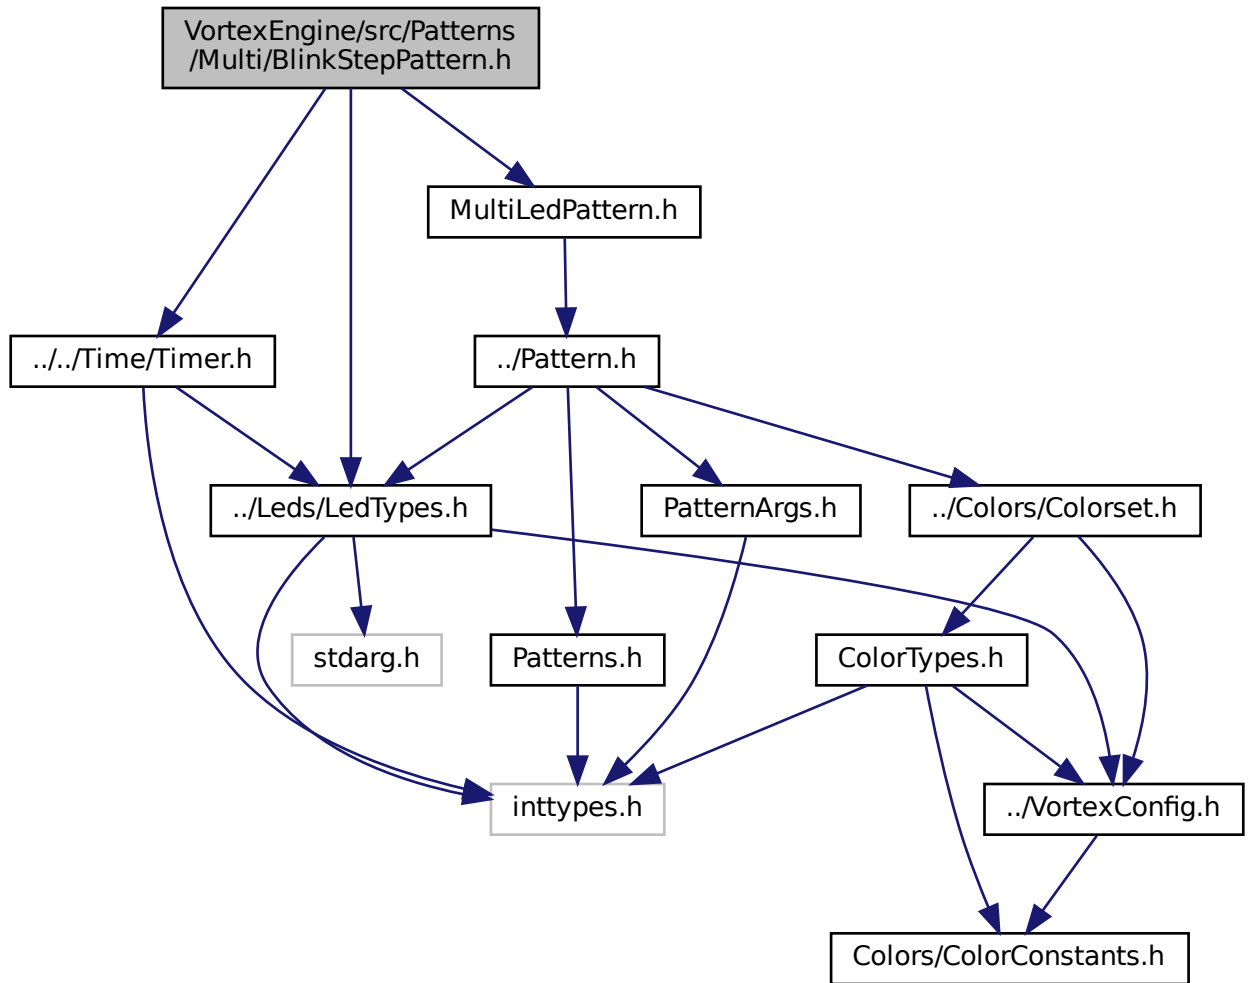 VortexEngine/src/Patterns
/Multi/BlinkStepPattern.h
MultiLedPattern.h
../../Time/Timer.h
../Pattern.h
../Leds/LedTypes.h
PatternArgs.h
../Colors/Colorset.h
stdarg.h
Patterns.h
ColorTypes.h
inttypes.h
../VortexConfig.h
Colors/ColorConstants.h